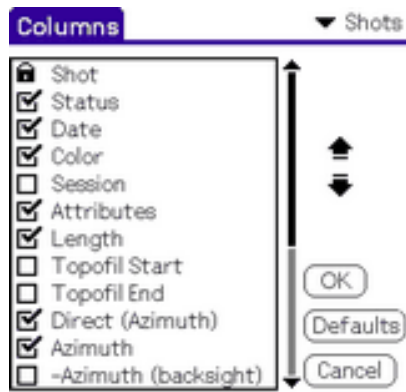 Columns
Shots
Shot
Status
Date
Color
Session
Attributes
Length
Topofil Start
Topofil End
Direct (Azimuth)
Azimuth
-Azimuth (backsight)
OK
Defaults
Cancel